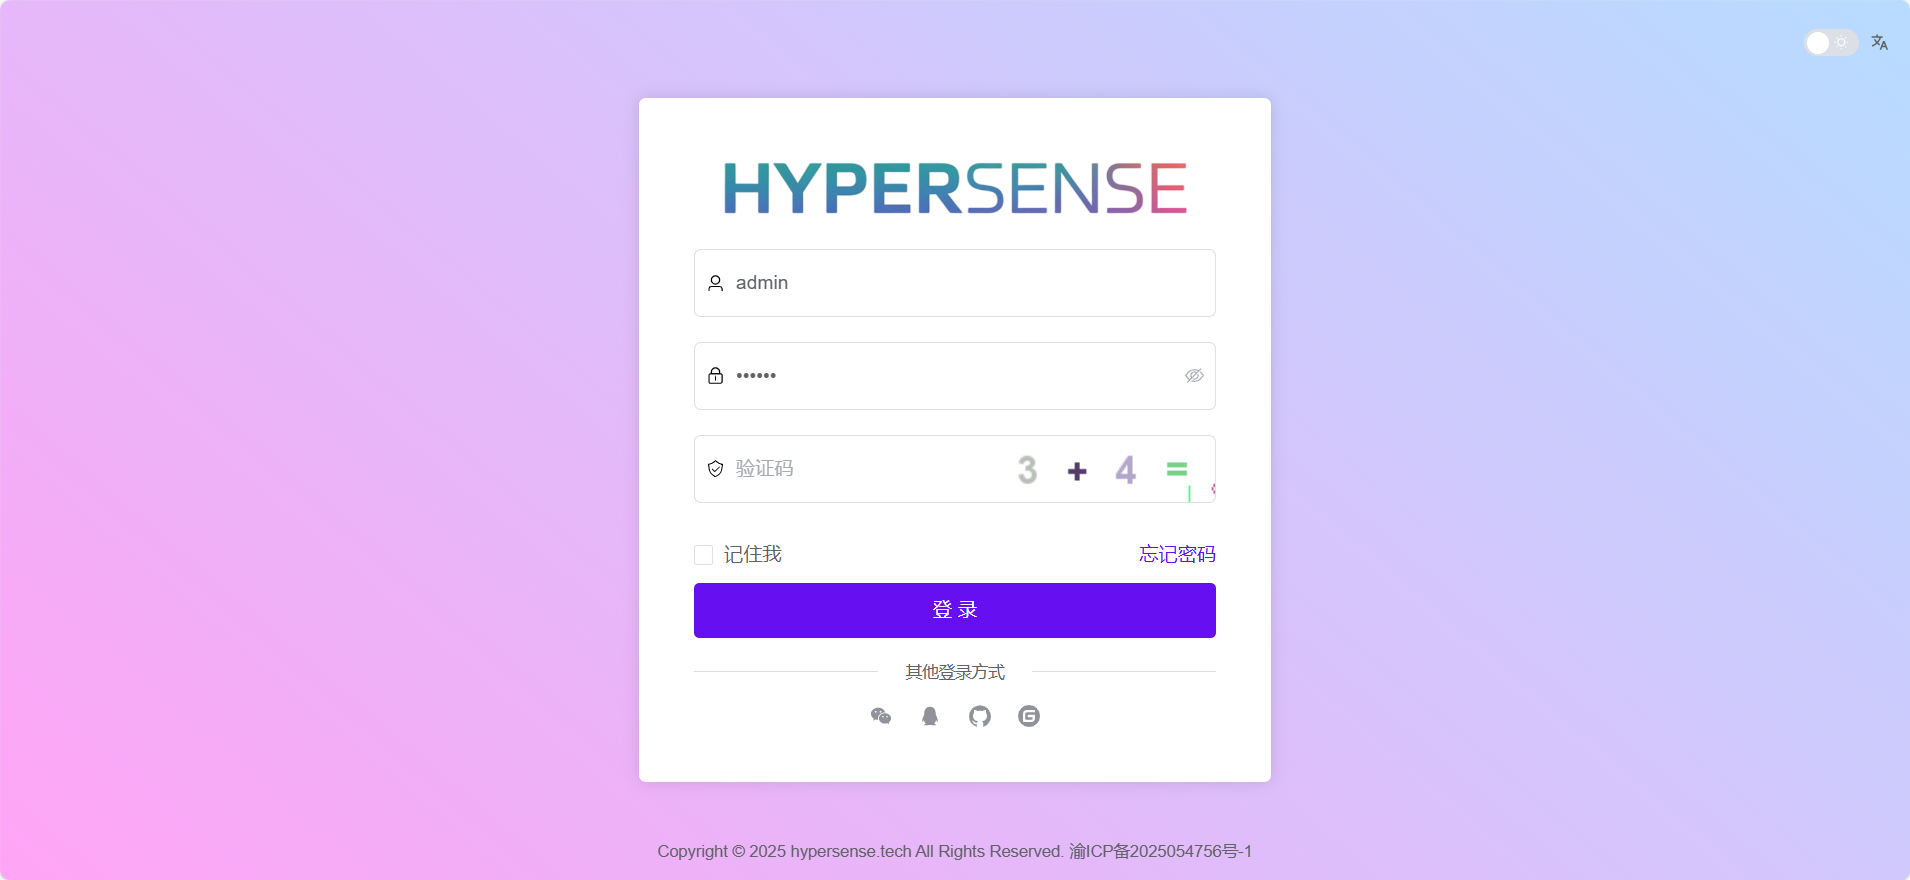 HYPERSENSE
admin
••••••
验证码 3 + 4 =
记住我 忘记密码
登 录
其他登录方式
Copyright © 2025 hypersense.tech All Rights Reserved. 渝ICP备2025054756号-1